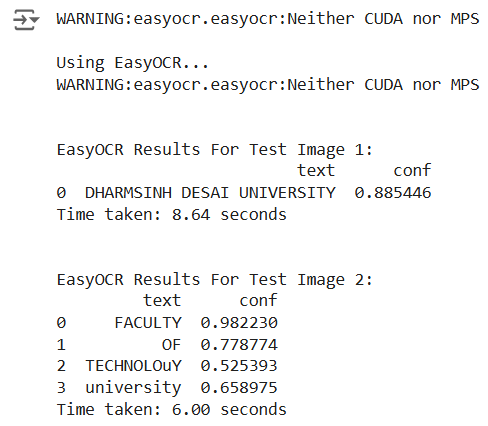 WARNING:easyocr.easyocr:Neither CUDA nor MPS
Using EasyOCR...
WARNING:easyocr.easyocr:Neither CUDA nor MPS
EasyOCR Results For Test Image 1:
text conf
0 DHARMSINH DESAI UNIVERSITY 0.885446
Time taken: 8.64 seconds
EasyOCR Results For Test Image 2:
text conf
0 FACULTY 0.982230
1 OF 0.778774
2 TECHNOLOuY 0.525393
3 university 0.658975
Time taken: 6.00 seconds